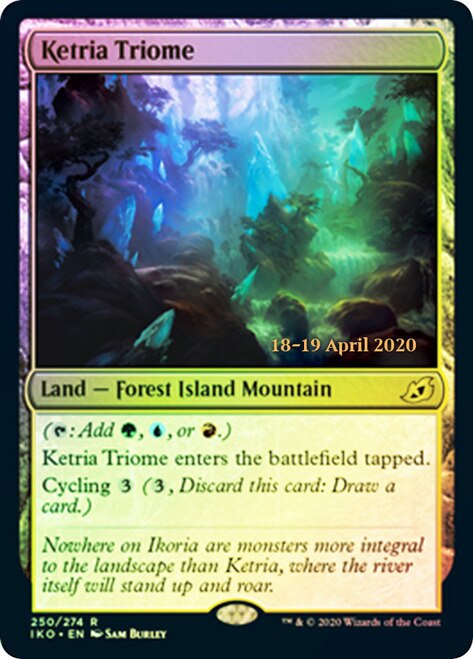 Ketria Triome
18–19 April 2020
Land — Forest Island Mountain
(: Add , , or .)
Ketria Triome enters the battlefield tapped.
Cycling 3 (3, Discard this card: Draw a
card.)
Nowhere on Ikoria are monsters more integral
to the landscape than Ketria, where the river
itself will stand up and roar.
250/274 R
IKO • EN Sam Burley
™ & © 2020 Wizards of the Coast